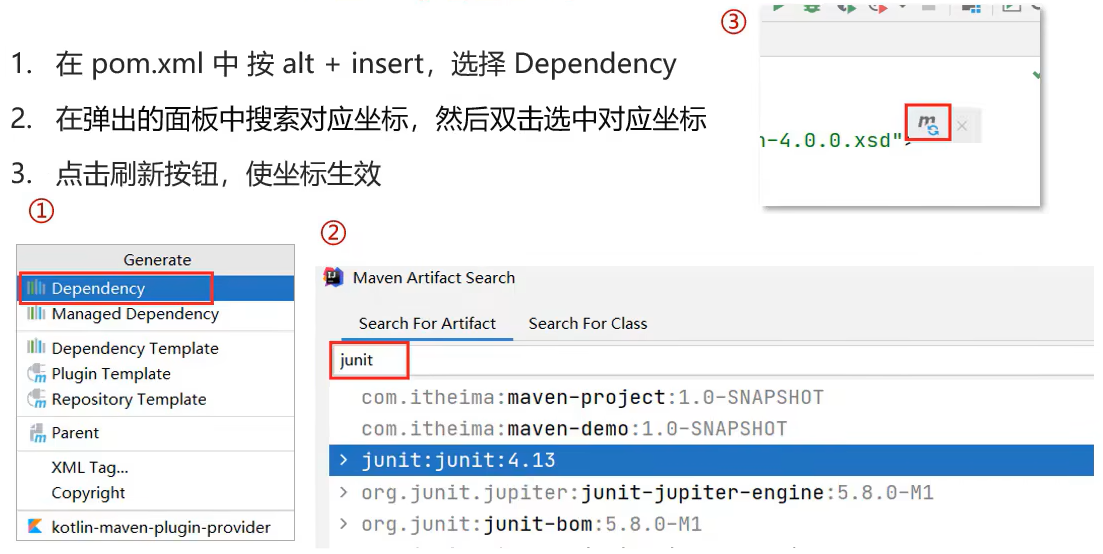 ③
1. 在 pom.xml 中 按 alt + insert，选择 Dependency
2. 在弹出的面板中搜索对应坐标，然后双击选中对应坐标
3. 点击刷新按钮，使坐标生效
n-4.0.0.xsd">
m
①
Generate
Dependency
Managed Dependency
Dependency Template
Plugin Template
Repository Template
Parent
XML Tag...
Copyright
kotlin-maven-plugin-provider
②
Maven Artifact Search
Search For Artifact Search For Class
junit
com.itheima:maven-project:1.0-SNAPSHOT
com.itheima:maven-demo:1.0-SNAPSHOT
junit:junit:4.13
org.junit.jupiter:junit-jupiter-engine:5.8.0-M1
org.junit:junit-bom:5.8.0-M1